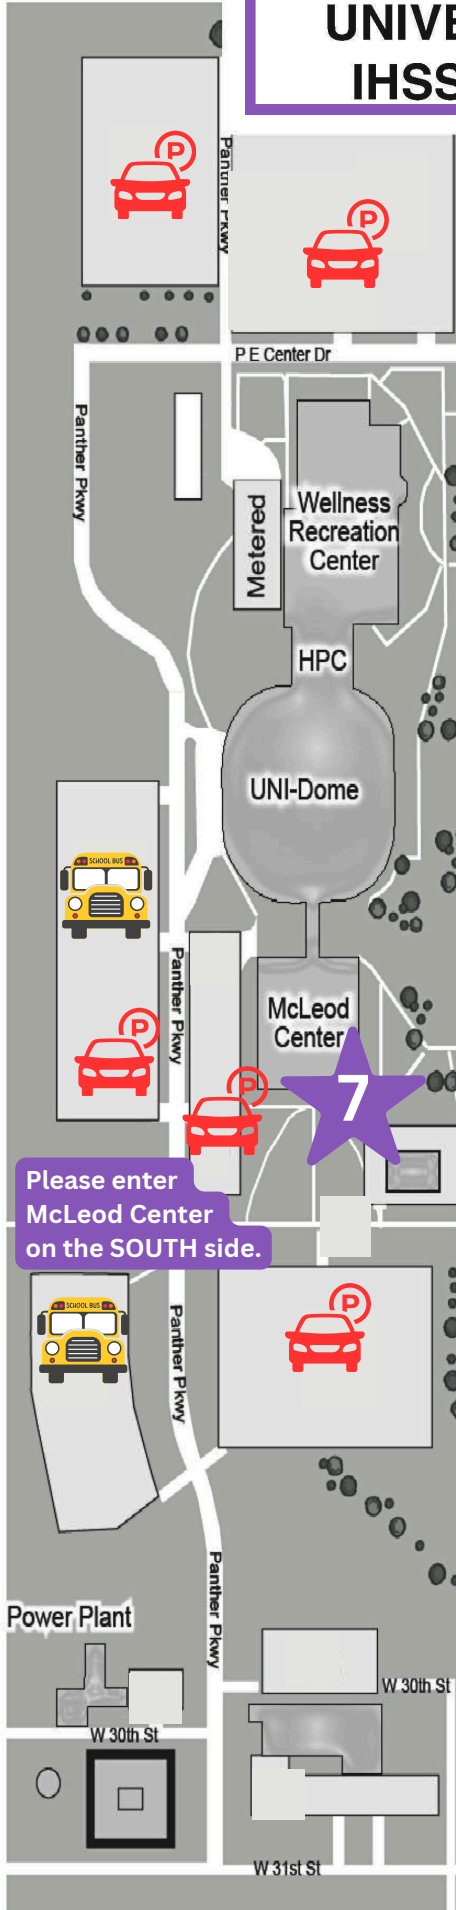 UNIVE
IHSS
P
Panther Pkwy
P
P E Center Dr
Panther Pkwy
Metered
Wellness
Recreation
Center
HPC
UNI-Dome
SCHOOL BUS
Panther Pkwy
McLeod
Center
P
P
7
Please enter
McLeod Center
on the SOUTH side.
SCHOOL BUS
P
Panther Pkwy
Panther Pkwy
Power Plant
W 30th St
W 30th St
W 31st St